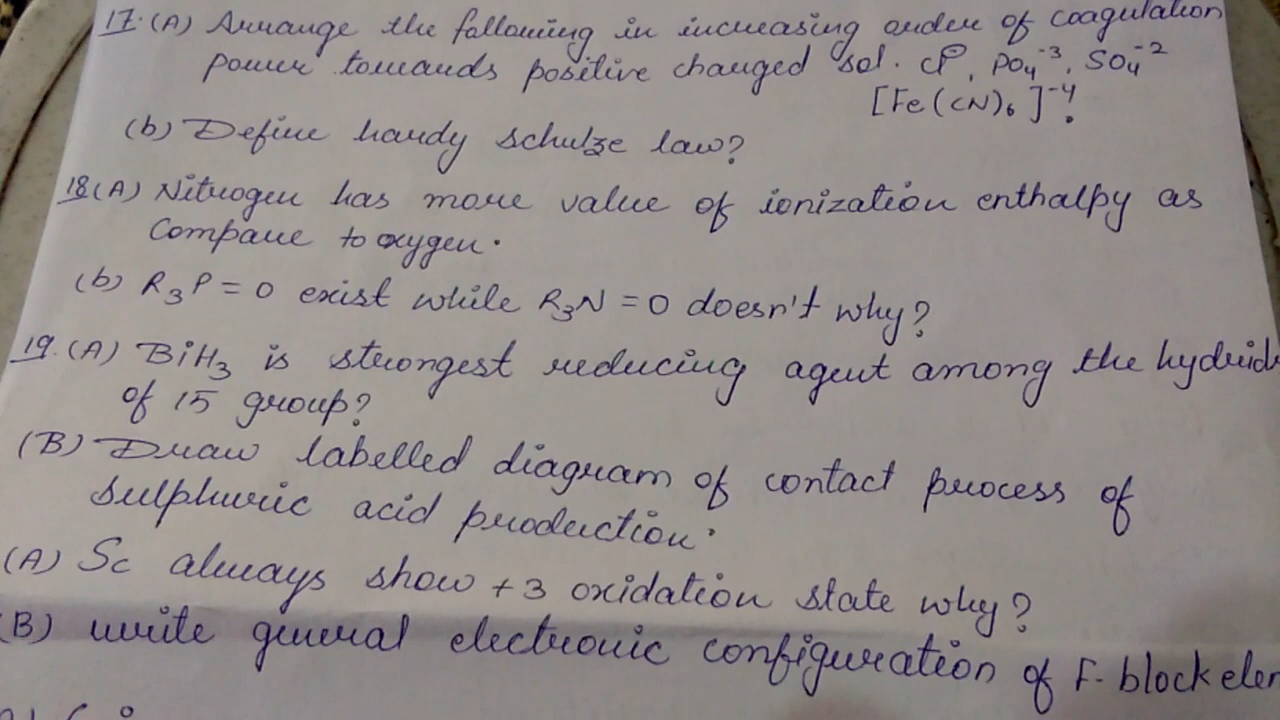 17. (A) Arrange the following in increasing order of coagulation
power towards positive charged sol. Cl⊖, PO₄⁻³, SO₄⁻²
[Fe(CN)₆]⁻⁴?
(b) Define hardy schulze law?
18(A) Nitrogen has more value of ionization enthalpy as
compare to oxygen.
(b) R₃P=O exist while R₃N=O doesn't why?
19. (A) BiH₃ is strongest reducing agent among the hydrid
of 15 group?
(B) Draw labelled diagram of contact process of
sulphuric acid production.
(A) Sc always show +3 oxidation state why?
(B) write general electronic configuration of F-block elem